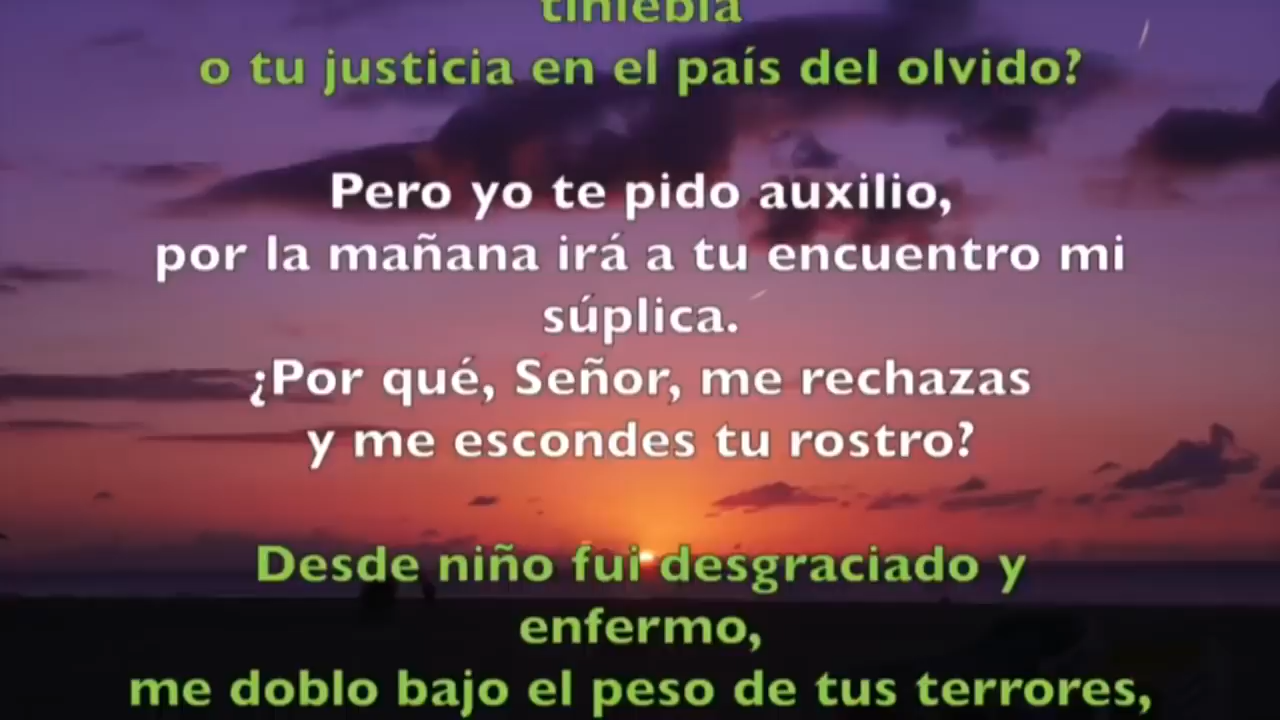 tiniebla
o tu justicia en el país del olvido?
Pero yo te pido auxilio,
por la mañana irá a tu encuentro mi
súplica.
¿Por qué, Señor, me rechazas
y me escondes tu rostro?
Desde niño fui desgraciado y
enfermo,
me doblo bajo el peso de tus terrores,